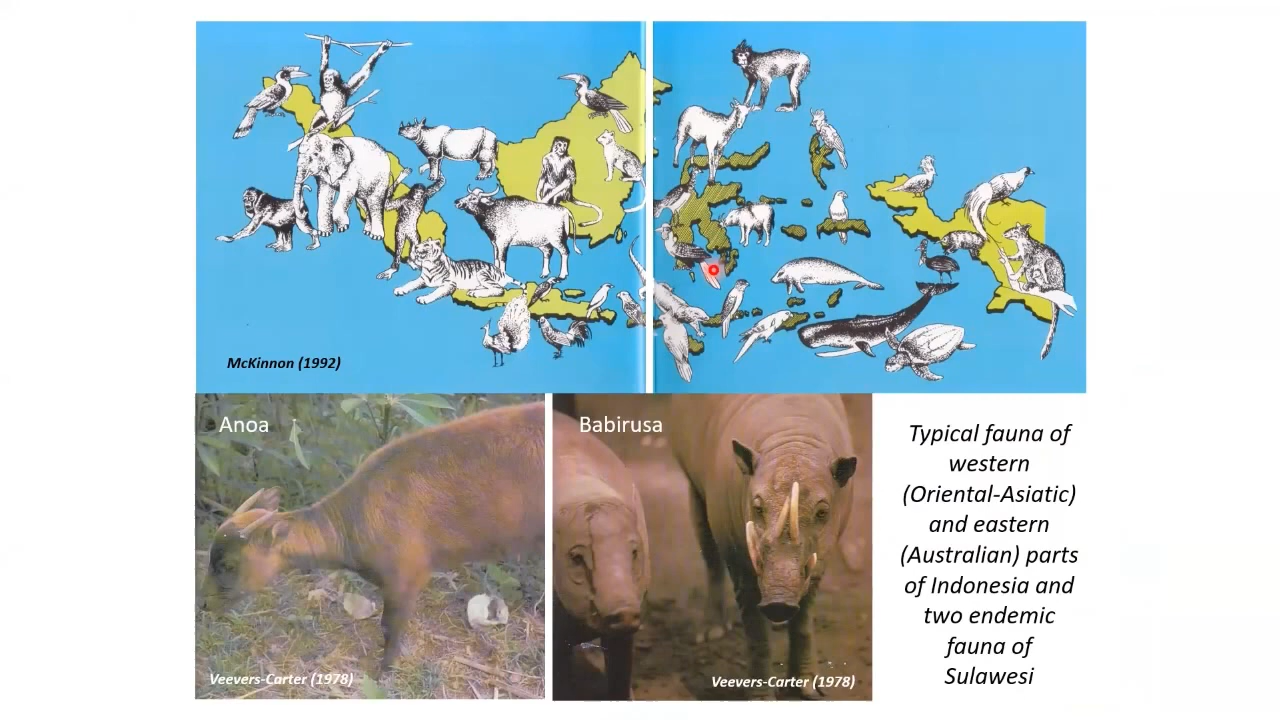 McKinnon (1992)
Anoa
Babirusa
Veevers-Carter (1978)
Veevers-Carter (1978)
Typical fauna of
western
(Oriental-Asiatic)
and eastern
(Australian) parts
of Indonesia and
two endemic
fauna of
Sulawesi